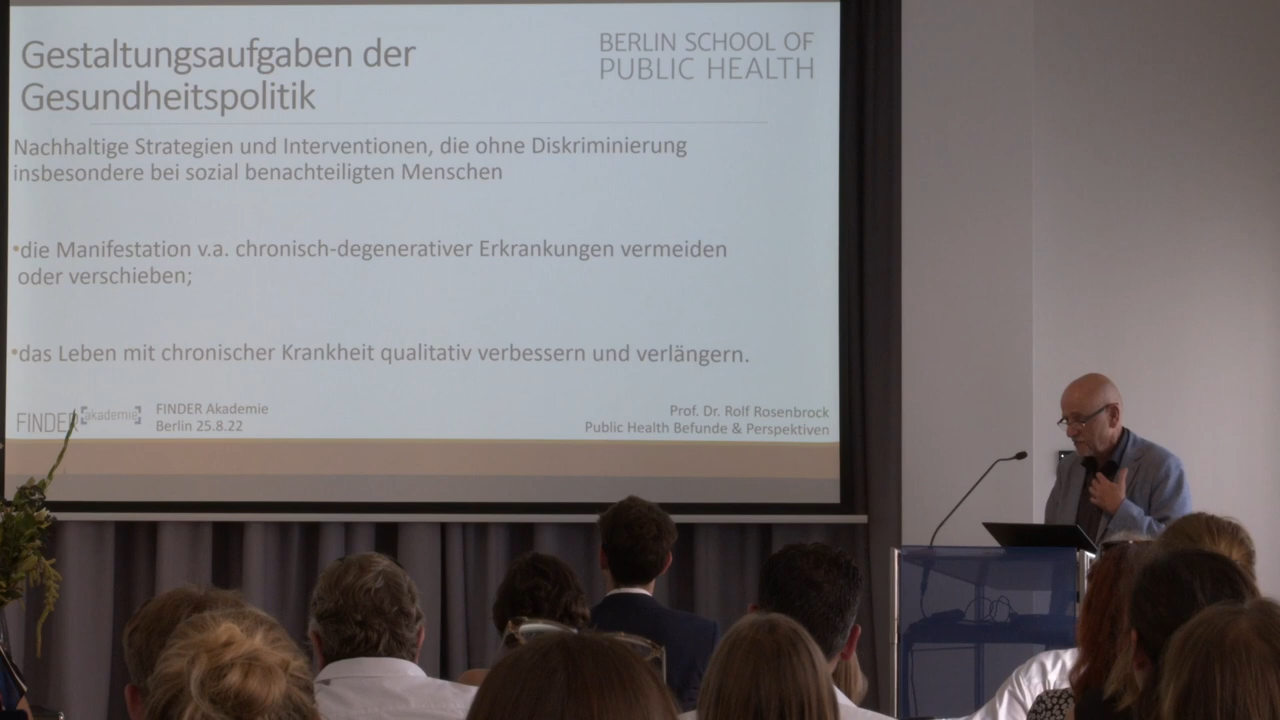 Gestaltungsaufgaben der
Gesundheitspolitik
BERLIN SCHOOL OF
PUBLIC HEALTH
Nachhaltige Strategien und Interventionen, die ohne Diskriminierung
insbesondere bei sozial benachteiligten Menschen
•die Manifestation v.a. chronisch-degenerativer Erkrankungen vermeiden
oder verschieben;
•das Leben mit chronischer Krankheit qualitativ verbessern und verlängern.
FINDER akademie
FINDER Akademie
Berlin 25.8.22
Prof. Dr. Rolf Rosenbrock
Public Health Befunde & Perspektiven